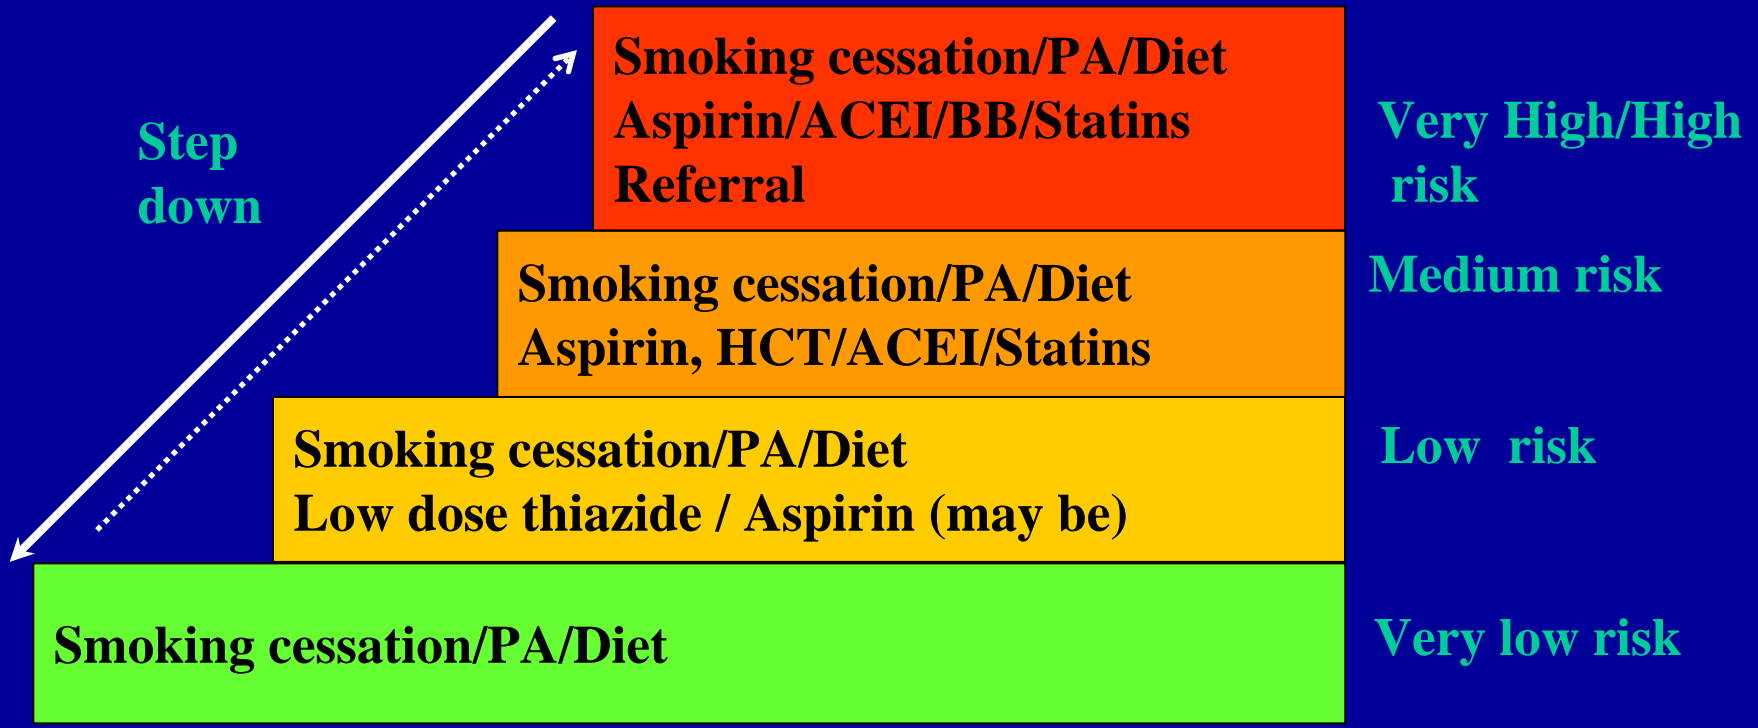 Step
down
Smoking cessation/PA/Diet
Aspirin/ACEI/BB/Statins
Referral
Very High/High
risk
Smoking cessation/PA/Diet
Aspirin, HCT/ACEI/Statins
Medium risk
Smoking cessation/PA/Diet
Low dose thiazide / Aspirin (may be)
Low risk
Smoking cessation/PA/Diet
Very low risk